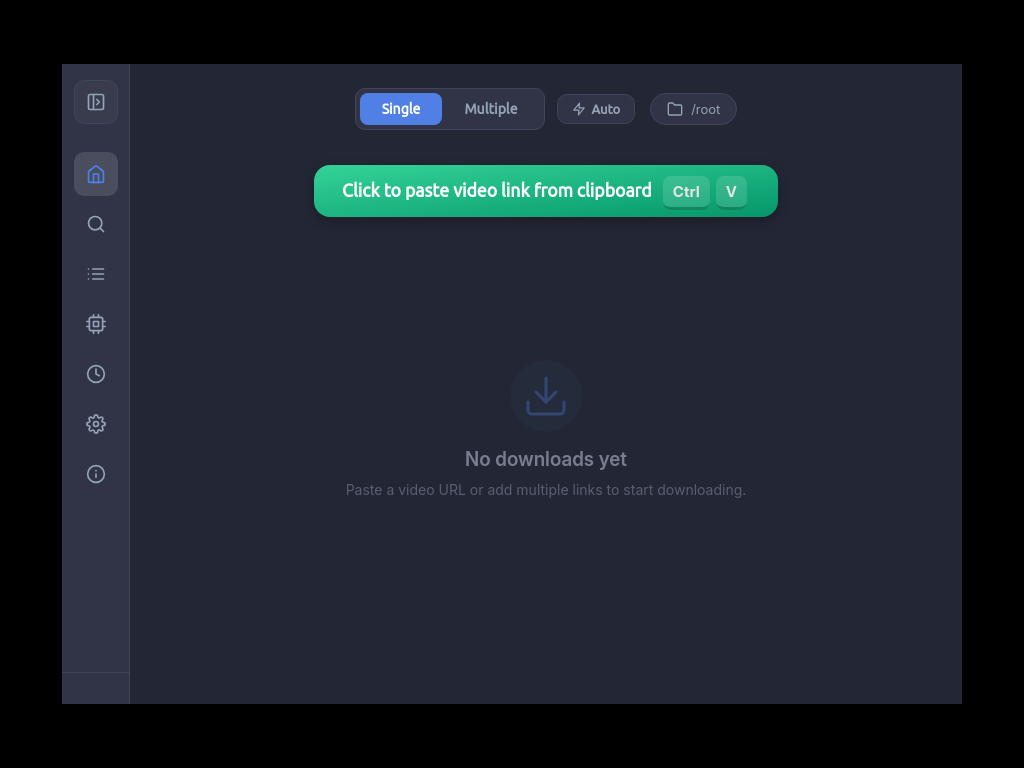 Single
Multiple
Auto
/root
Click to paste video link from clipboard Ctrl V
No downloads yet
Paste a video URL or add multiple links to start downloading.